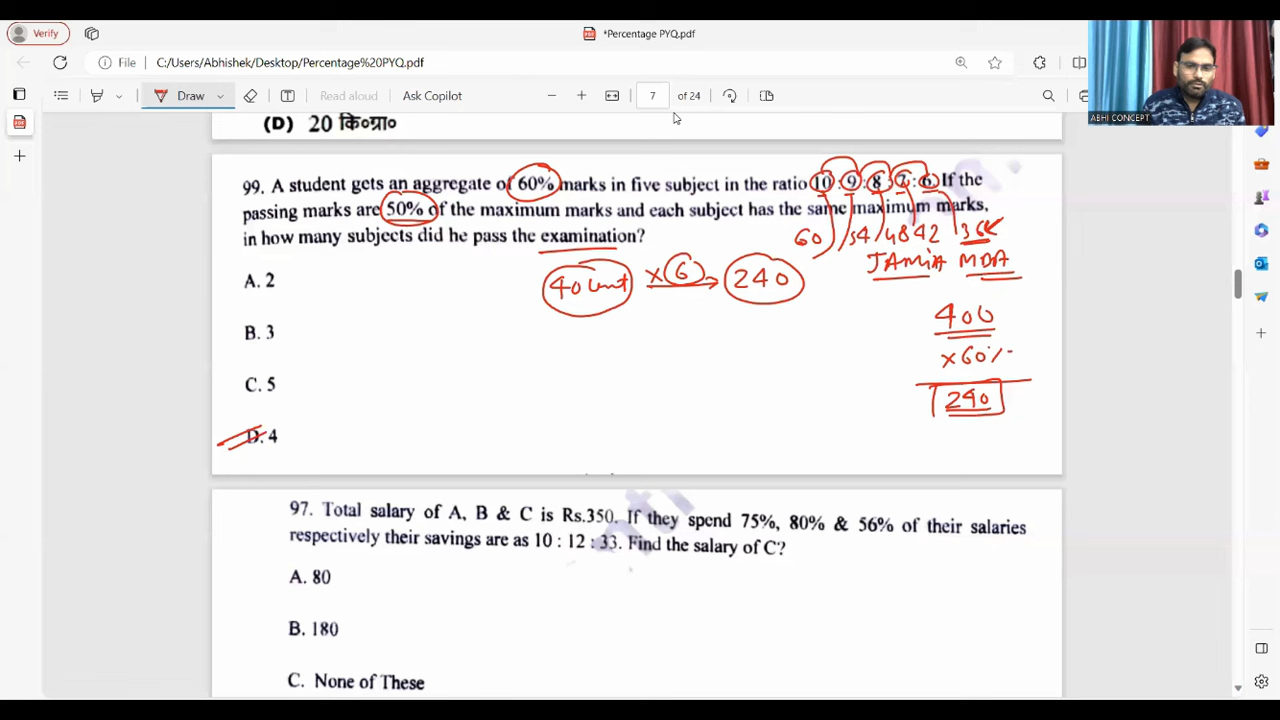 Verify
*Percentage PYQ.pdf
File C:/Users/Abhishek/Desktop/Percentage%20PYQ.pdf
Draw
Read aloud
Ask Copilot
7 of 24
ABHI CONCEPT
(D) 20 कि०ग्रा०
99. A student gets an aggregate of 60% marks in five subject in the ratio 10:9:8:7:6. If the
passing marks are 50% of the maximum marks and each subject has the same maximum marks,
in how many subjects did he pass the examination?
60 54 48 42 36
JAMIA MDA
40 unit ×6 240
400
×60%
240
A. 2
B. 3
C. 5
D. 4
97. Total salary of A, B & C is Rs.350. If they spend 75%, 80% & 56% of their salaries
respectively their savings are as 10 : 12 : 33. Find the salary of C?
A. 80
B. 180
C. None of These